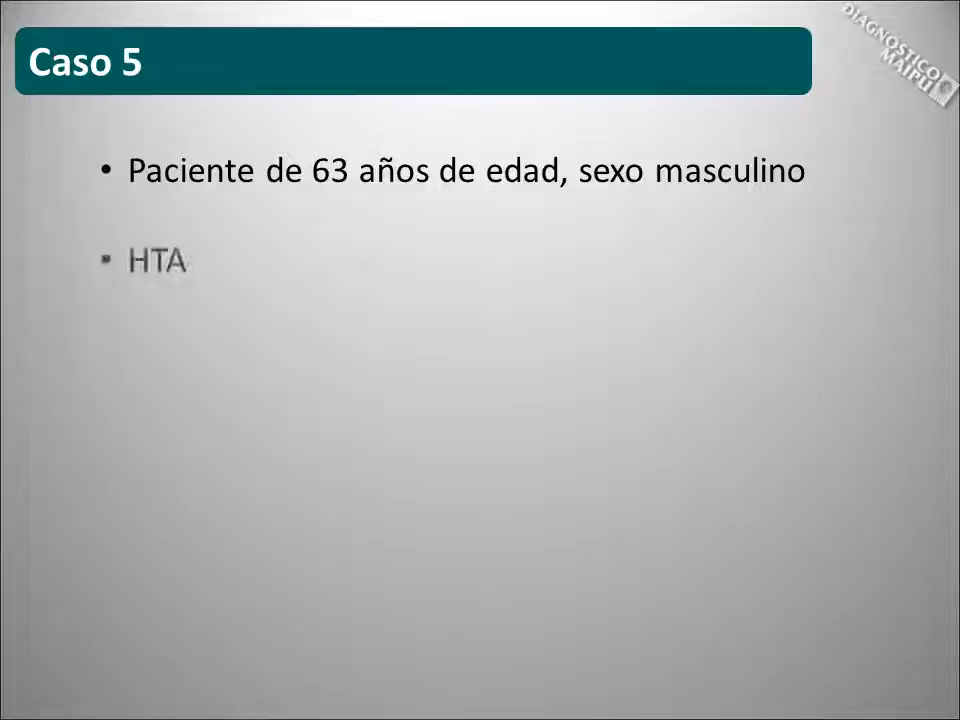 DIAGNOSTICO
MAIPU
Caso 5
• Paciente de 63 años de edad, sexo masculino
• HTA